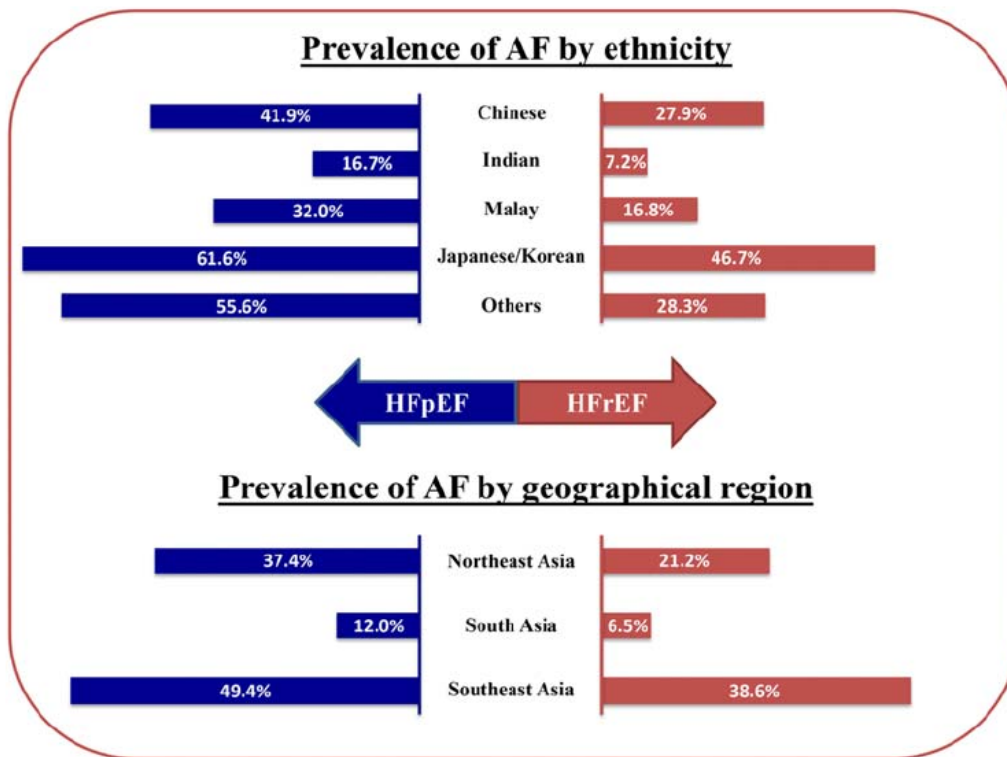 Prevalence of AF by ethnicity
41.9% Chinese 27.9%
16.7% Indian 7.2%
32.0% Malay 16.8%
61.6% Japanese/Korean 46.7%
55.6% Others 28.3%
HFpEF HFrEF
Prevalence of AF by geographical region
37.4% Northeast Asia 21.2%
12.0% South Asia 6.5%
49.4% Southeast Asia 38.6%